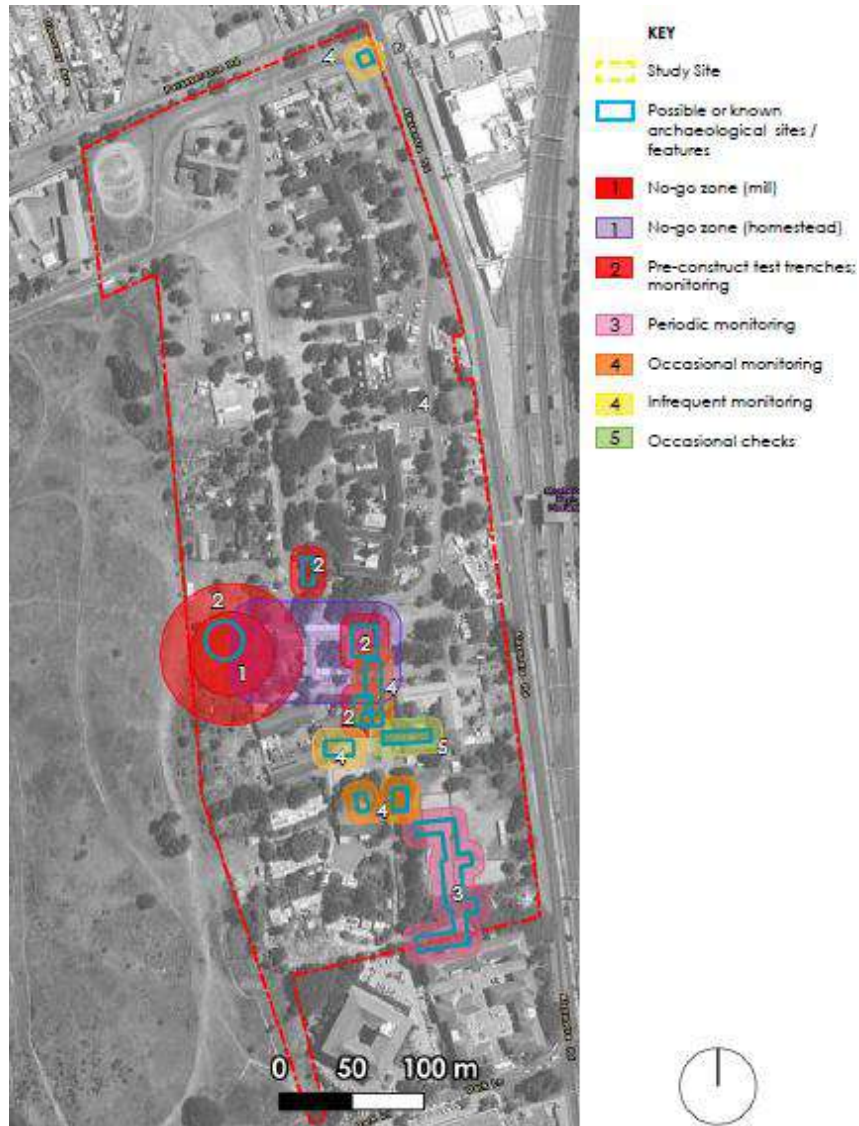 KEY
Study Site
Possible or known
archaeological sites /
features
1 No-go zone (mill)
1 No-go zone (homestead)
2 Pre-construct test trenches;
monitoring
3 Periodic monitoring
4 Occasional monitoring
4 Infrequent monitoring
5 Occasional checks
4
4
2
2
1
2
4
2
4
5
4
3
0 50 100 m